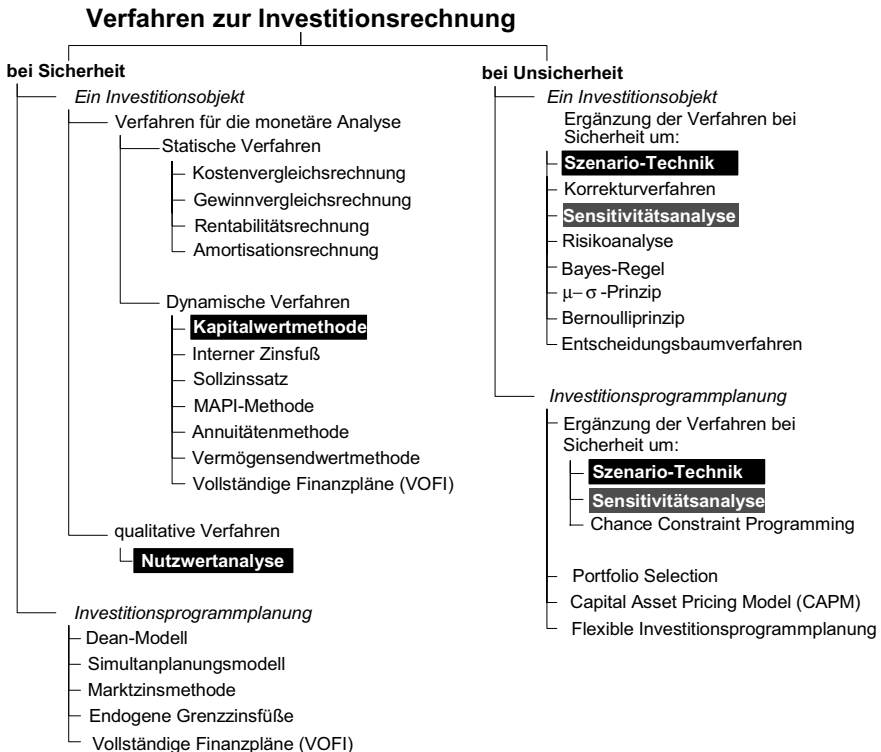 Verfahren zur Investitionsrechnung
bei Sicherheit
Ein Investitionsobjekt
Verfahren für die monetäre Analyse
Statische Verfahren
Kostenvergleichsrechnung
Gewinnvergleichsrechnung
Rentabilitätsrechnung
Amortisationsrechnung
Dynamische Verfahren
Kapitalwertmethode
Interner Zinsfuß
Sollzinssatz
MAPI-Methode
Annuitätenmethode
Vermögensendwertmethode
Vollständige Finanzpläne (VOFI)
qualitative Verfahren
Nutzwertanalyse
Investitionsprogrammplanung
Dean-Modell
Simultanplanungsmodell
Marktzinsmethode
Endogene Grenzzinsfüße
Vollständige Finanzpläne (VOFI)
bei Unsicherheit
Ein Investitionsobjekt
Ergänzung der Verfahren bei
Sicherheit um:
Szenario-Technik
Korrekturverfahren
Sensitivitätsanalyse
Risikoanalyse
Bayes-Regel
μ–σ-Prinzip
Bernoulliprinzip
Entscheidungsbaumverfahren
Investitionsprogrammplanung
Ergänzung der Verfahren bei
Sicherheit um:
Szenario-Technik
Sensitivitätsanalyse
Chance Constraint Programming
Portfolio Selection
Capital Asset Pricing Model (CAPM)
Flexible Investitionsprogrammplanung